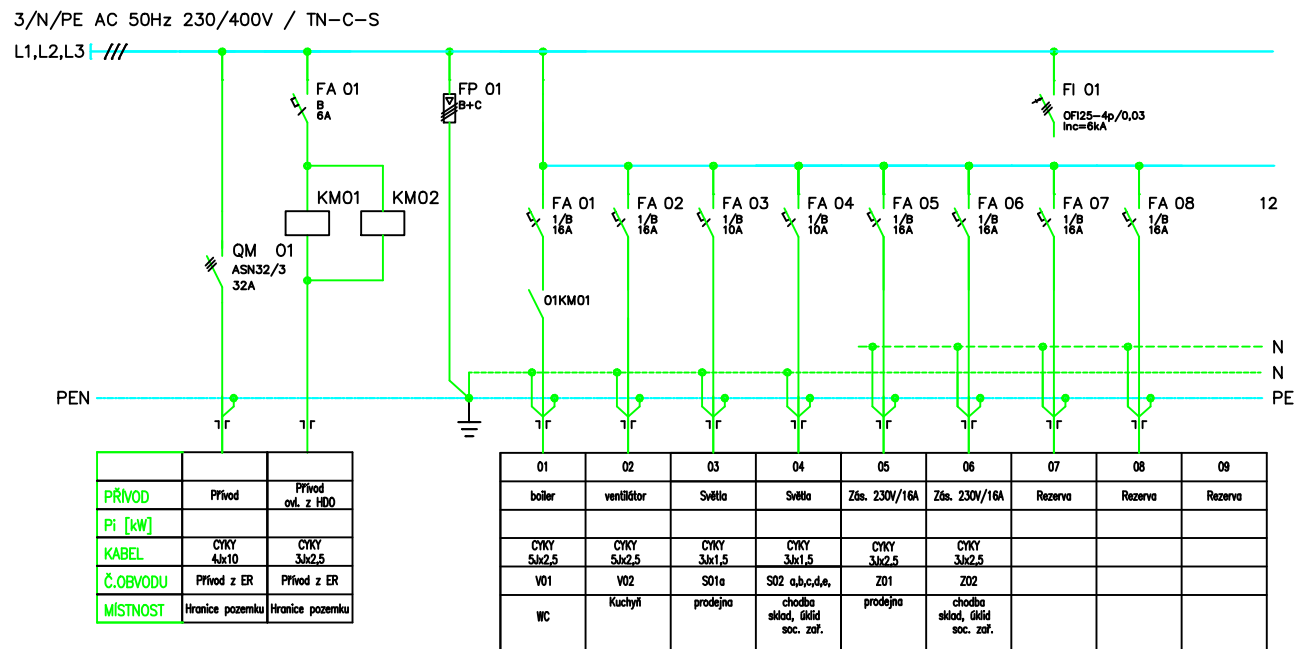 3/N/PE AC 50Hz 230/400V / TN-C-S
L1,L2,L3
FA 01
B
6A
FP 01
B+C
FI 01
OFI25-4p/0,03
Inc=6kA
KM01
KM02
QM 01
ASN32/3
32A
FA 01
1/B
16A
FA 02
1/B
16A
FA 03
1/B
10A
FA 04
1/B
10A
FA 05
1/B
16A
FA 06
1/B
16A
FA 07
1/B
16A
FA 08
1/B
16A
12
01KM01
N
N
PEN
PE
PŘÍVOD
Přívod
Přívod
ovl. z HDO
Pi [kW]
KABEL
CYKY
4Jx10
CYKY
3Jx2,5
Č.OBVODU
Přívod z ER
Přívod z ER
MÍSTNOST
Hranice pozemku
Hranice pozemku
01
02
03
04
05
06
07
08
09
boiler
ventilátor
Světla
Světla
Zás. 230V/16A
Zás. 230V/16A
Rezerva
Rezerva
Rezerva
CYKY
5Jx2,5
CYKY
5Jx2,5
CYKY
3Jx1,5
CYKY
3Jx1,5
CYKY
3Jx2,5
CYKY
3Jx2,5
V01
V02
S01a
S02 a,b,c,d,e,
Z01
Z02
WC
Kuchyň
prodejna
chodba
sklad, úklid
soc. zař.
prodejna
chodba
sklad, úklid
soc. zař.